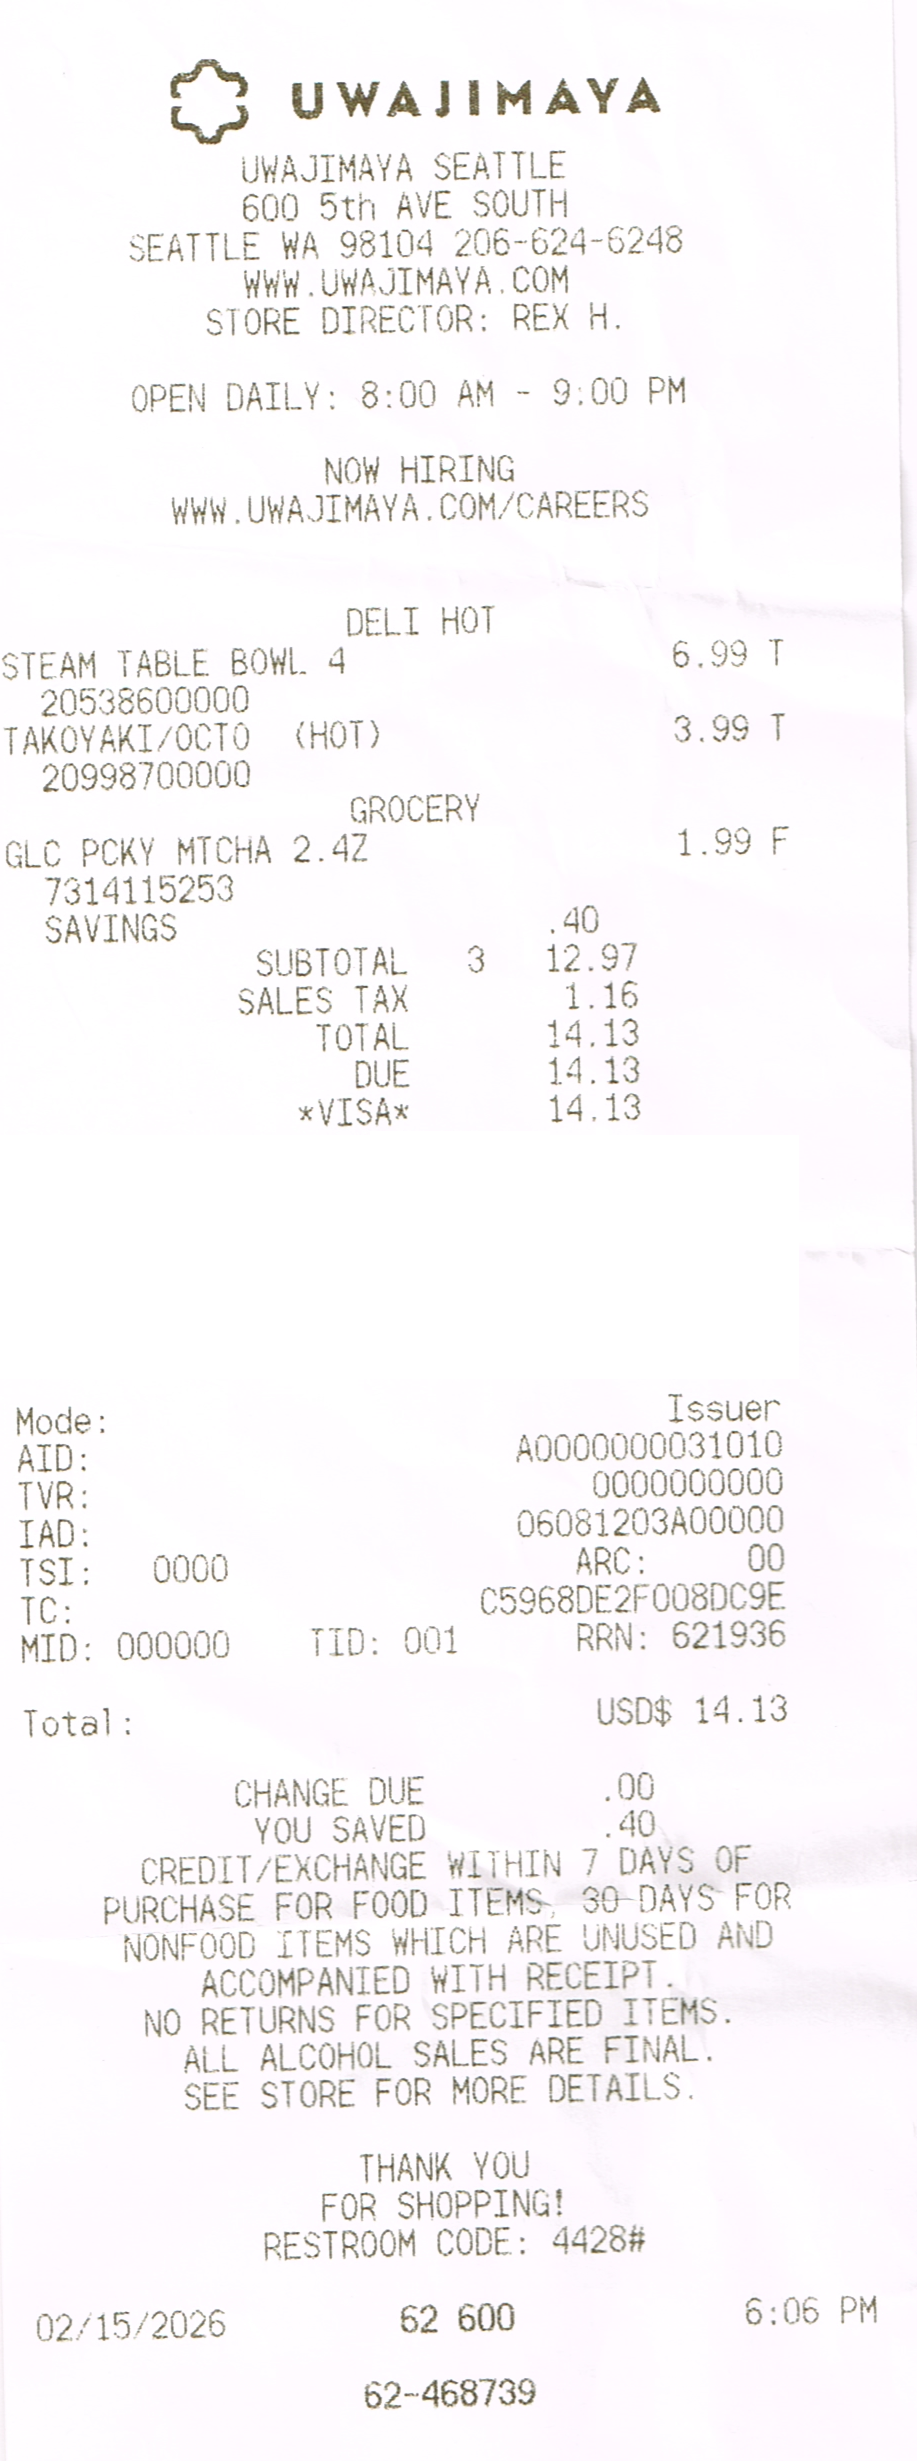 UWAJIMAYA
UWAJIMAYA SEATTLE
600 5th AVE SOUTH
SEATTLE WA 98104 206-624-6248
WWW.UWAJIMAYA.COM
STORE DIRECTOR: REX H.
OPEN DAILY: 8:00 AM - 9:00 PM
NOW HIRING
WWW.UWAJIMAYA.COM/CAREERS
DELI HOT
STEAM TABLE BOWL 4 6.99 T
20538600000
TAKOYAKI/OCTO (HOT) 3.99 T
20998700000
GROCERY
GLC PCKY MTCHA 2.4Z 1.99 F
7314115253
SAVINGS .40
SUBTOTAL 3 12.97
SALES TAX 1.16
TOTAL 14.13
DUE 14.13
*VISA* 14.13
Mode: Issuer
AID: A0000000031010
TVR: 0000000000
IAD: 06081203A00000
TSI: 0000 ARC: 00
TC: C5968DE2F008DC9E
MID: 000000 TID: 001 RRN: 621936
Total: USD$ 14.13
CHANGE DUE .00
YOU SAVED .40
CREDIT/EXCHANGE WITHIN 7 DAYS OF
PURCHASE FOR FOOD ITEMS, 30 DAYS FOR
NONFOOD ITEMS WHICH ARE UNUSED AND
ACCOMPANIED WITH RECEIPT.
NO RETURNS FOR SPECIFIED ITEMS.
ALL ALCOHOL SALES ARE FINAL.
SEE STORE FOR MORE DETAILS.
THANK YOU
FOR SHOPPING!
RESTROOM CODE: 4428#
02/15/2026 62 600 6:06 PM
62-468739